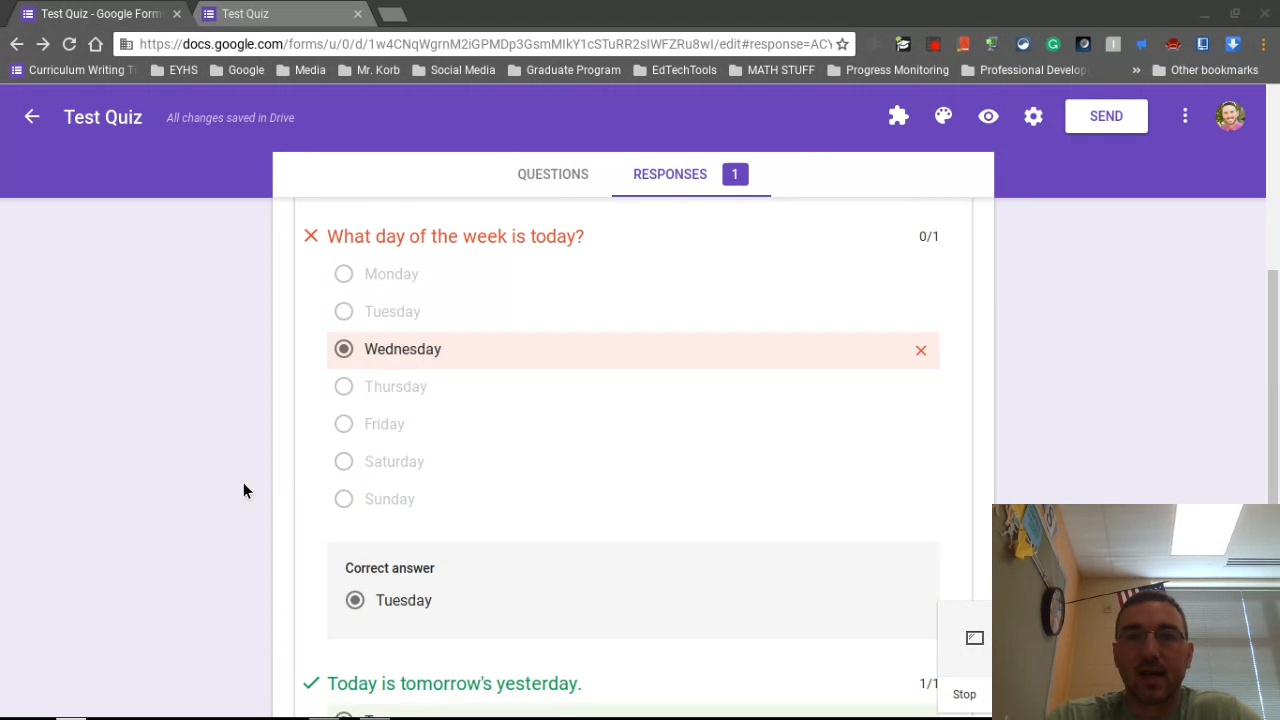 Test Quiz - Google Form
Test Quiz
https://docs.google.com/forms/u/0/d/1w4CNqWgrnM2iGPMDp3GsmMIkY1cSTuRR2sIWFZRu8wI/edit#response=ACY
Curriculum Writing Ti
EYHS
Google
Media
Mr. Korb
Social Media
Graduate Program
EdTechTools
MATH STUFF
Progress Monitoring
Professional Develop
»
Other bookmarks
Test Quiz
All changes saved in Drive
SEND
QUESTIONS
RESPONSES
1
What day of the week is today?
0/1
Monday
Tuesday
Wednesday
Thursday
Friday
Saturday
Sunday
Correct answer
Tuesday
Today is tomorrow's yesterday.
1/1
Stop